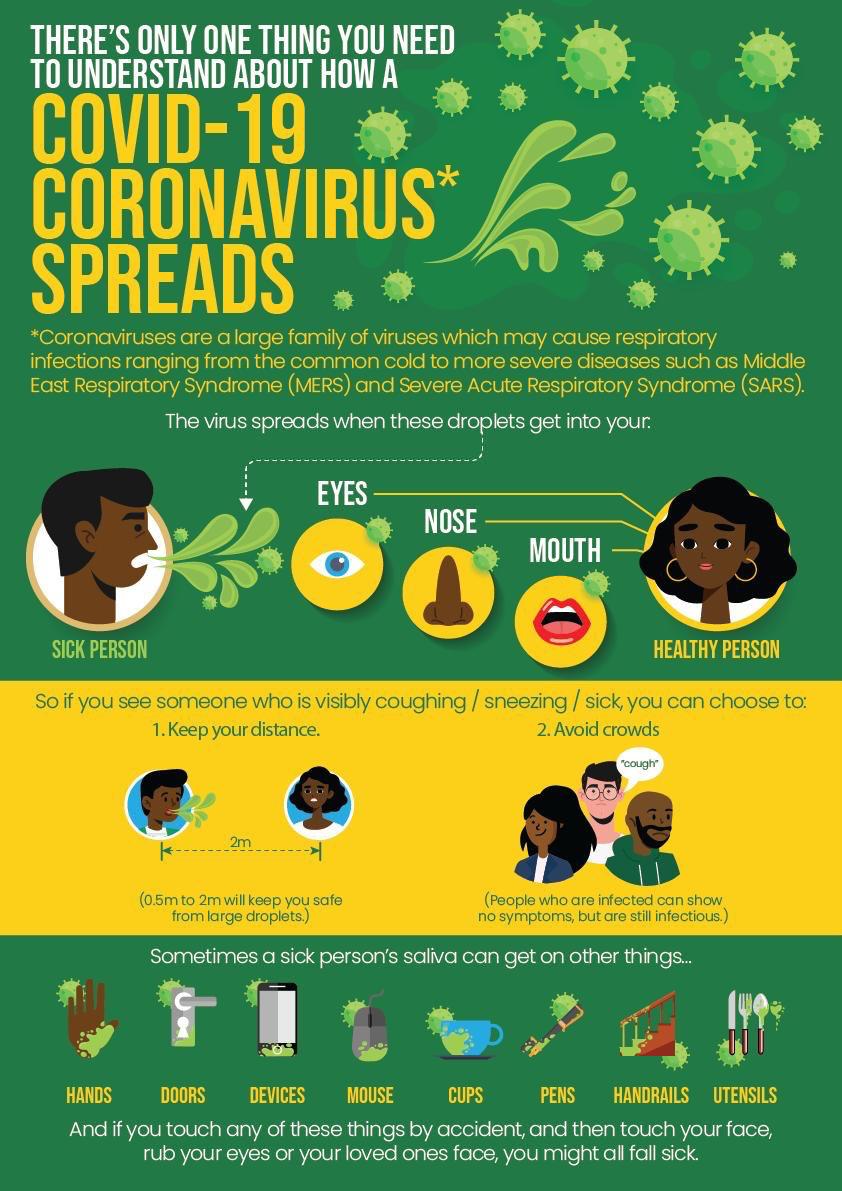 THERE'S ONLY ONE THING YOU NEED
TO UNDERSTAND ABOUT HOW A
COVID-19
CORONAVIRUS*
SPREADS
*Coronaviruses are a large family of viruses which may cause respiratory
infections ranging from the common cold to more severe diseases such as Middle
East Respiratory Syndrome (MERS) and Severe Acute Respiratory Syndrome (SARS).
The virus spreads when these droplets get into your:
EYES
NOSE
MOUTH
SICK PERSON
HEALTHY PERSON
So if you see someone who is visibly coughing / sneezing / sick, you can choose to:
1. Keep your distance.
2m
(0.5m to 2m will keep you safe
from large droplets.)
2. Avoid crowds
"cough"
(People who are infected can show
no symptoms, but are still infectious.)
Sometimes a sick person's saliva can get on other things...
HANDS
DOORS
DEVICES
MOUSE
CUPS
PENS
HANDRAILS
UTENSILS
And if you touch any of these things by accident, and then touch your face,
rub your eyes or your loved ones face, you might all fall sick.